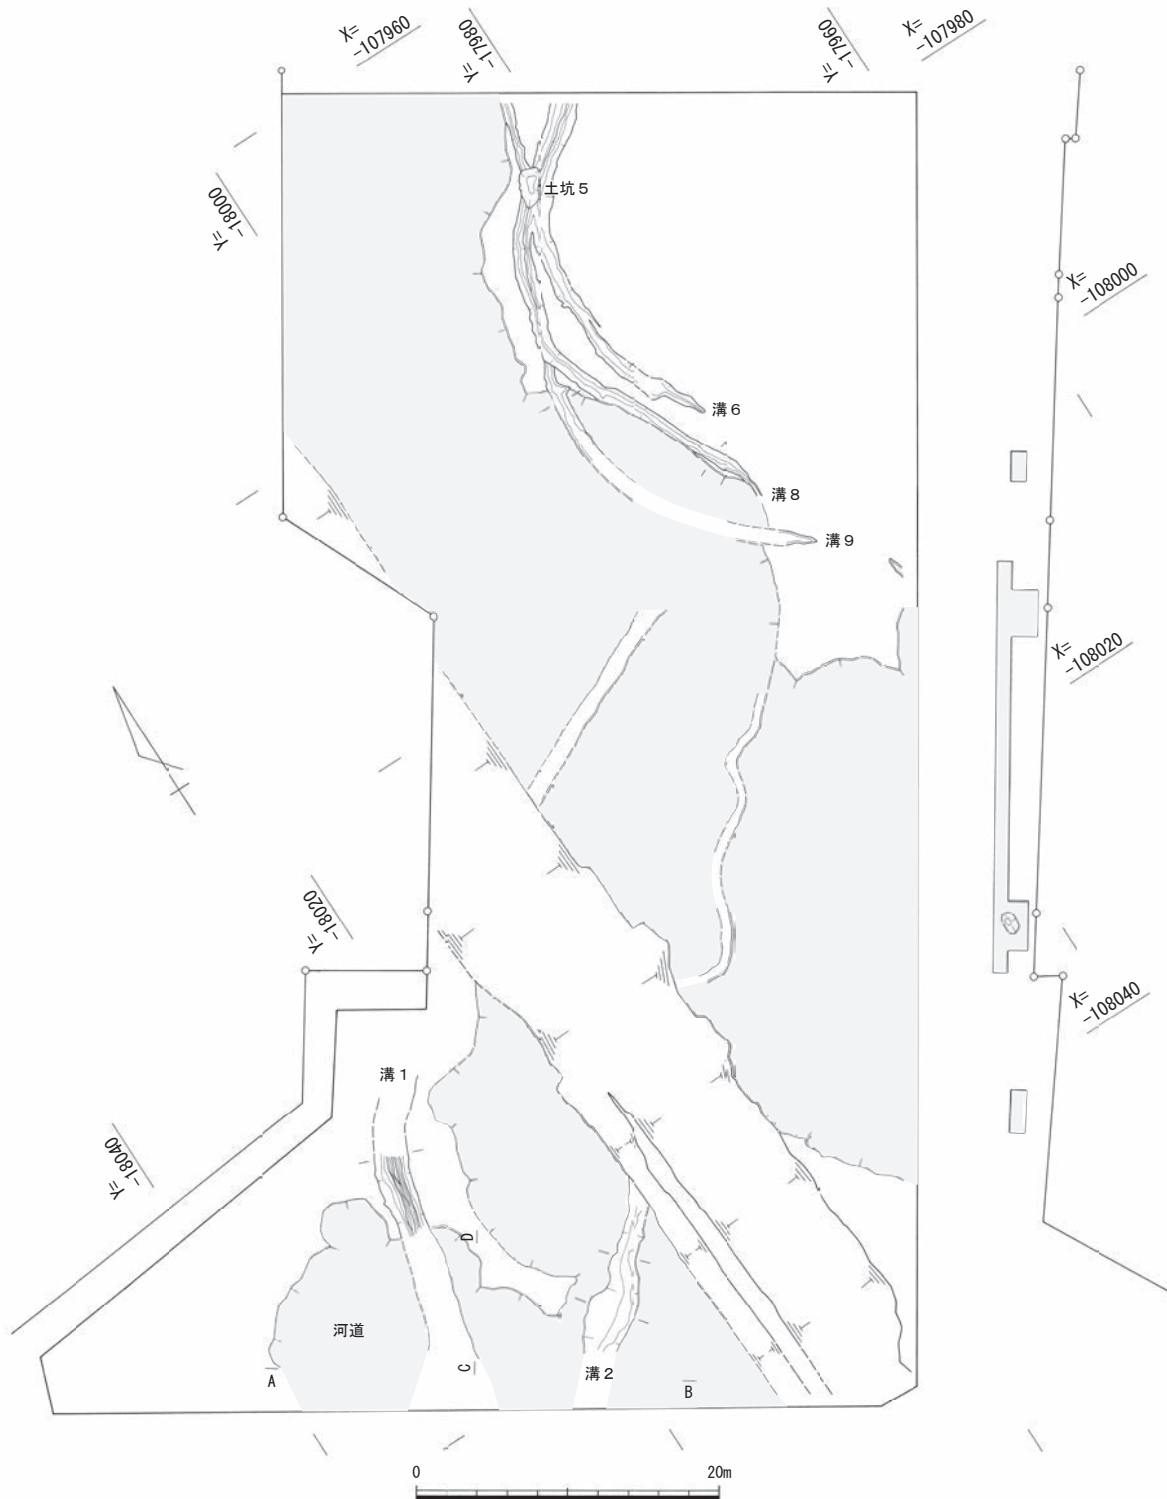 X=
-107960
Y=
-17980
Y=
-17960
X=
-107980
土坑5
Y=
-18000
X=
-108000
溝6
溝8
溝9
X=
-108020
Y=
-18020
X=
-108040
溝1
Y=
-18040
D
河道
A
C
溝2
B
0
20m